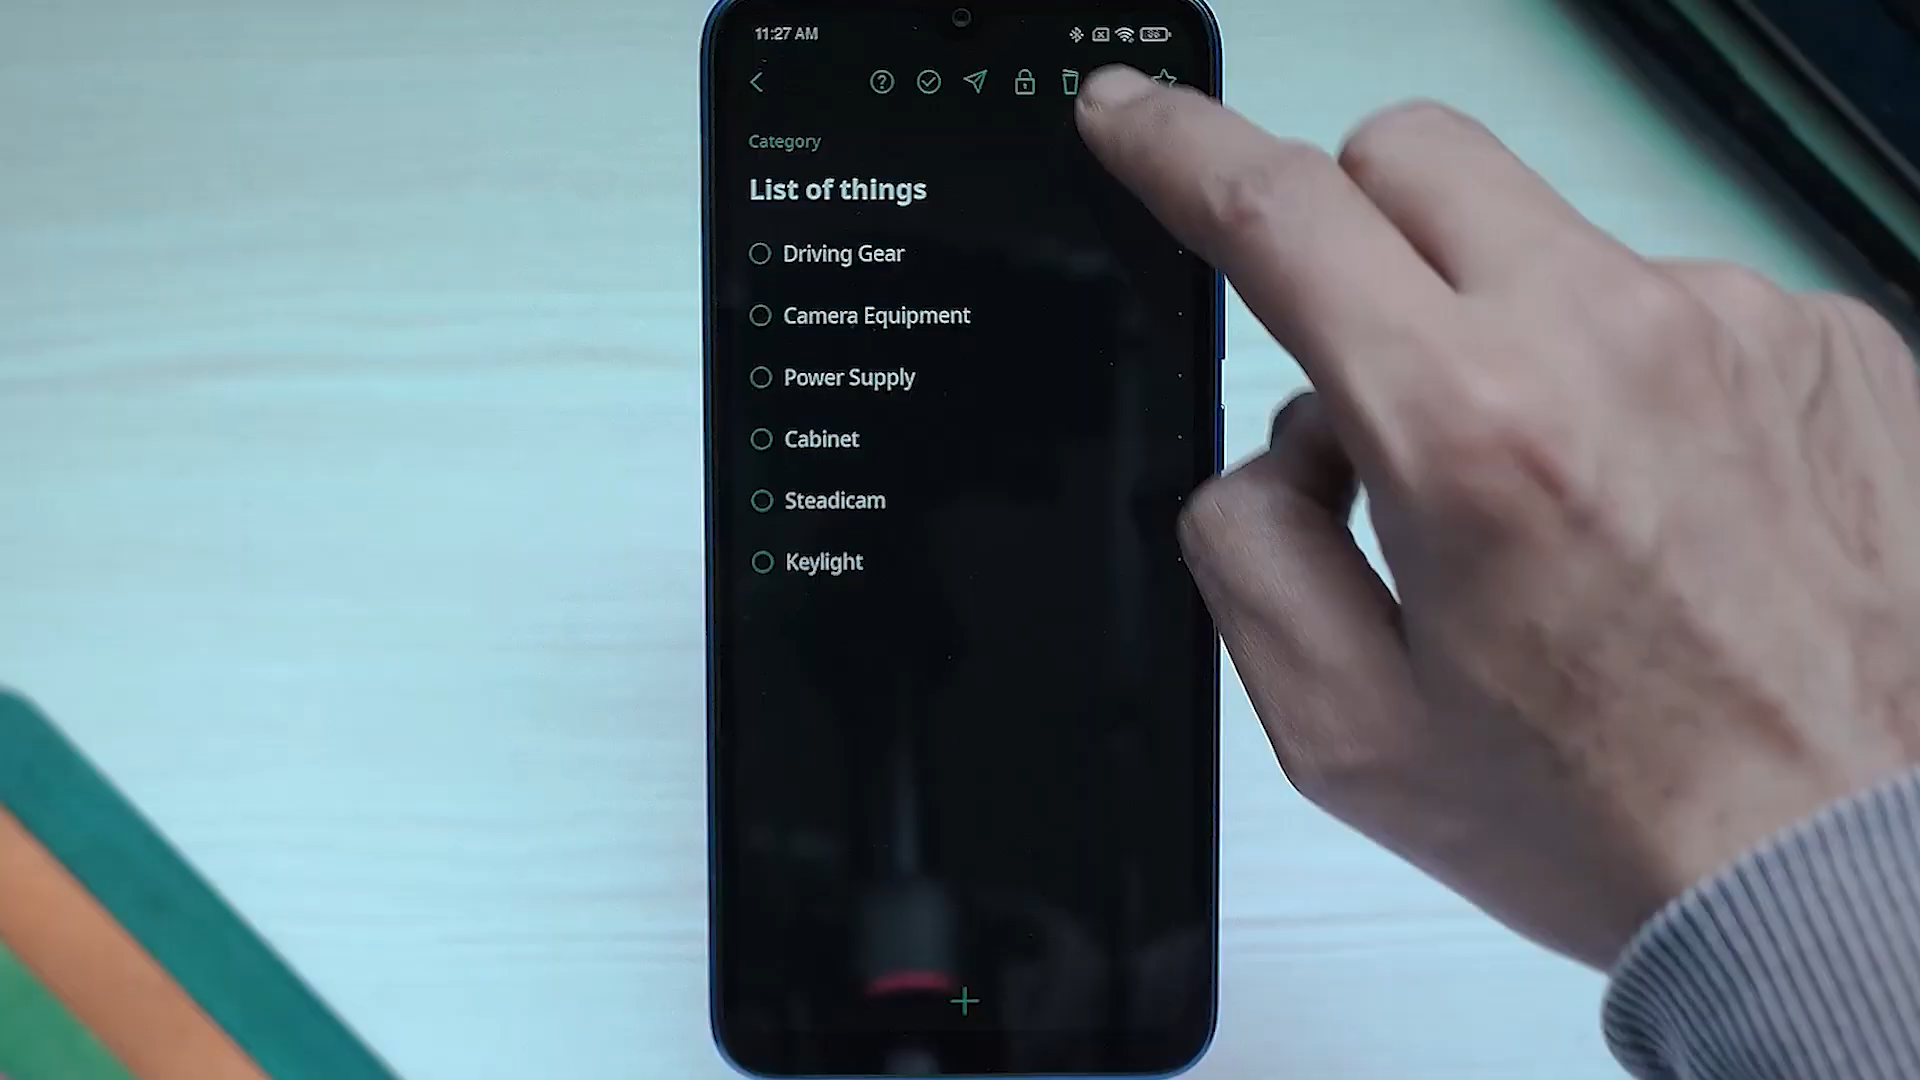 11:27 AM
Category
List of things
Driving Gear
Camera Equipment
Power Supply
Cabinet
Steadicam
Keylight